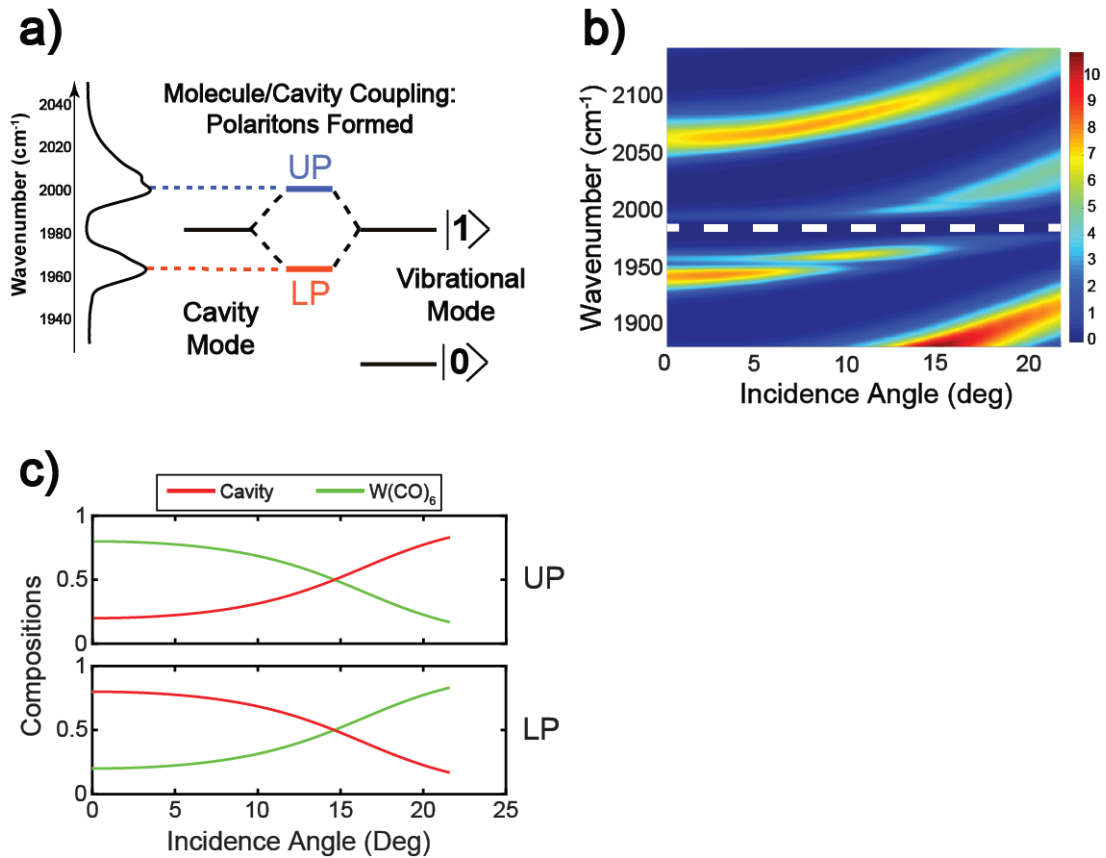 a)
Molecule/Cavity Coupling:
Polaritons Formed
Wavenumber (cm⁻¹)
2040
2020
2000
1980
1960
1940
UP
LP
Cavity
Mode
|1〉
Vibrational
Mode
|0〉
b)
Wavenumber (cm⁻¹)
2100
2050
2000
1950
1900
0
5
10
15
20
Incidence Angle (deg)
10
9
8
7
6
5
4
3
2
1
0
c)
Cavity
W(CO)₆
Compositions
1
0.5
0
UP
1
0.5
0
LP
0
5
10
15
20
25
Incidence Angle (Deg)